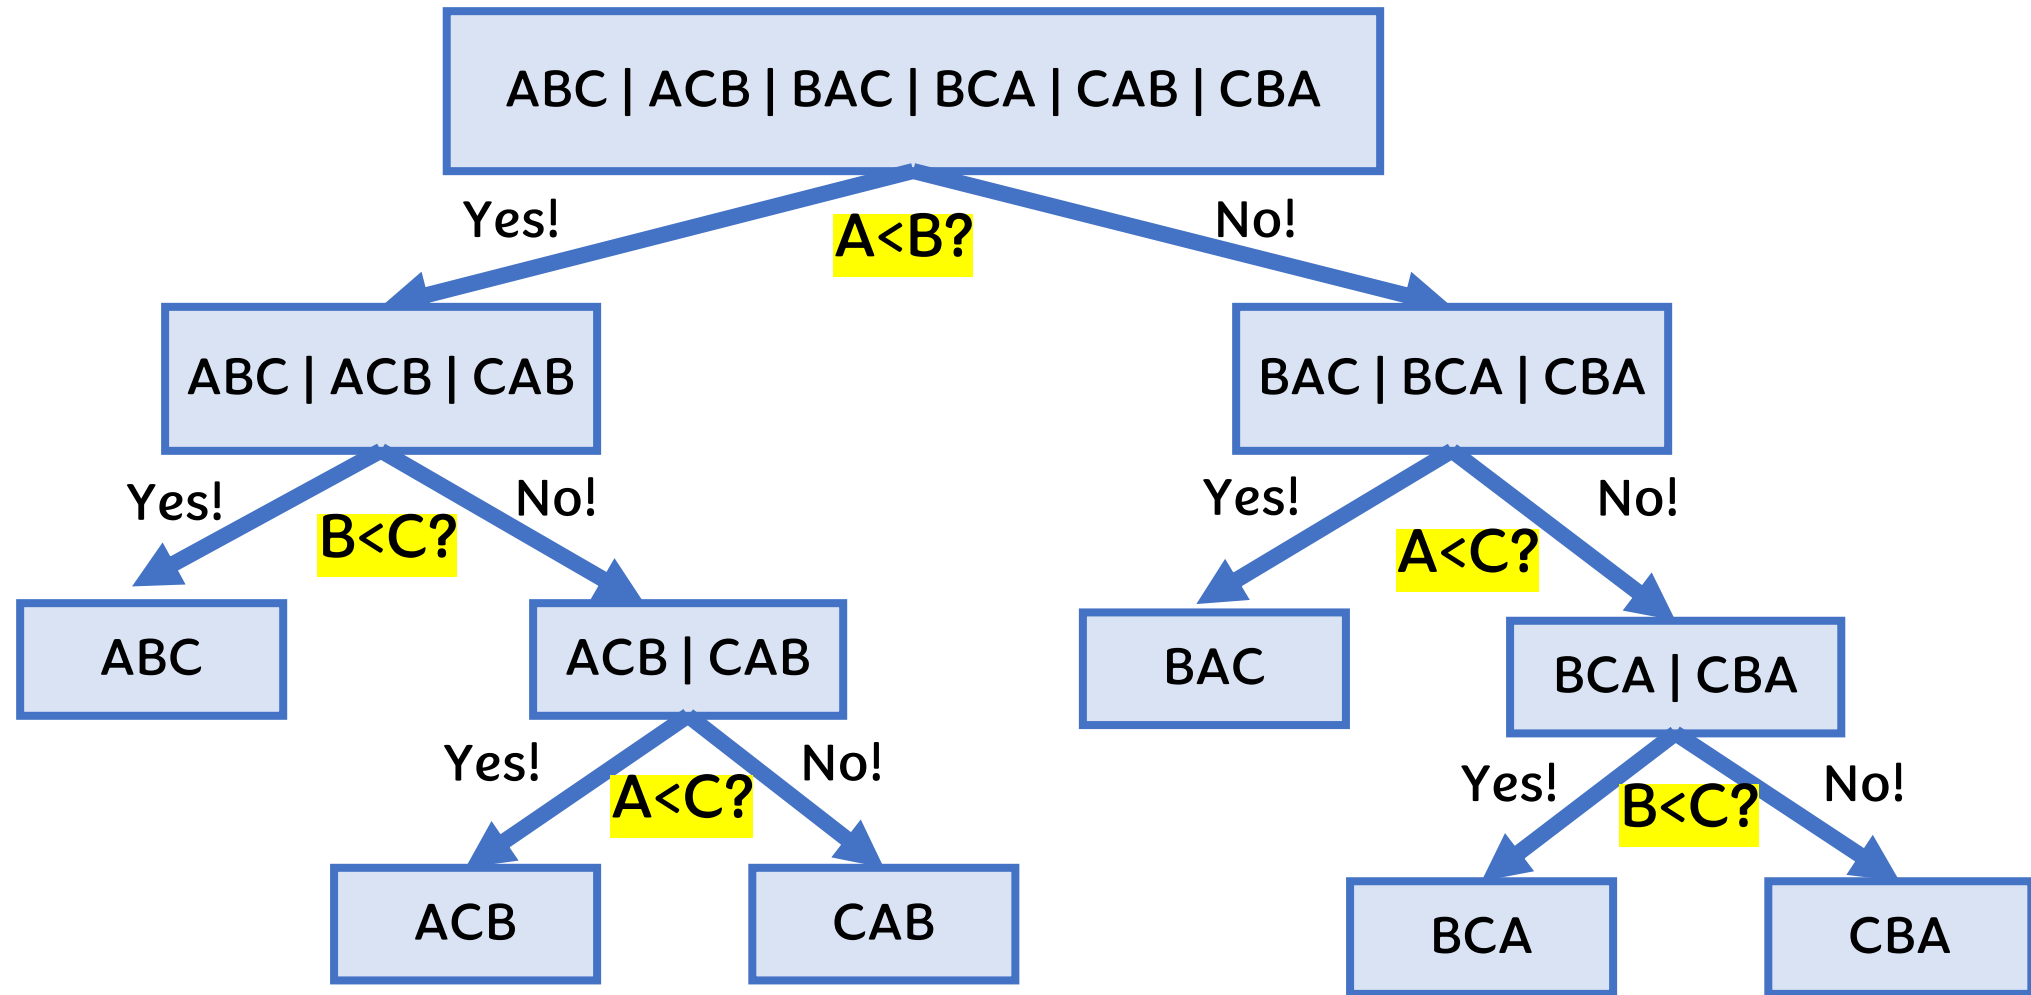 ABC | ACB | BAC | BCA | CAB | CBA
Yes!
A<B?
No!
ABC | ACB | CAB
BAC | BCA | CBA
Yes!
B<C?
No!
Yes!
A<C?
No!
ABC
ACB | CAB
BAC
BCA | CBA
Yes!
A<C?
No!
Yes!
B<C?
No!
ACB
CAB
BCA
CBA